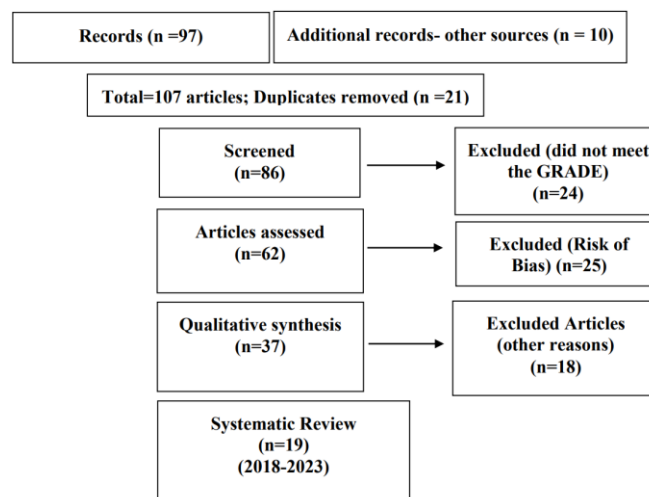 Records (n =97)
Additional records- other sources (n = 10)
Total=107 articles; Duplicates removed (n =21)
Screened
(n=86)
Excluded (did not meet
the GRADE)
(n=24)
Articles assessed
(n=62)
Excluded (Risk of
Bias) (n=25)
Qualitative synthesis
(n=37)
Excluded Articles
(other reasons)
(n=18)
Systematic Review
(n=19)
(2018-2023)